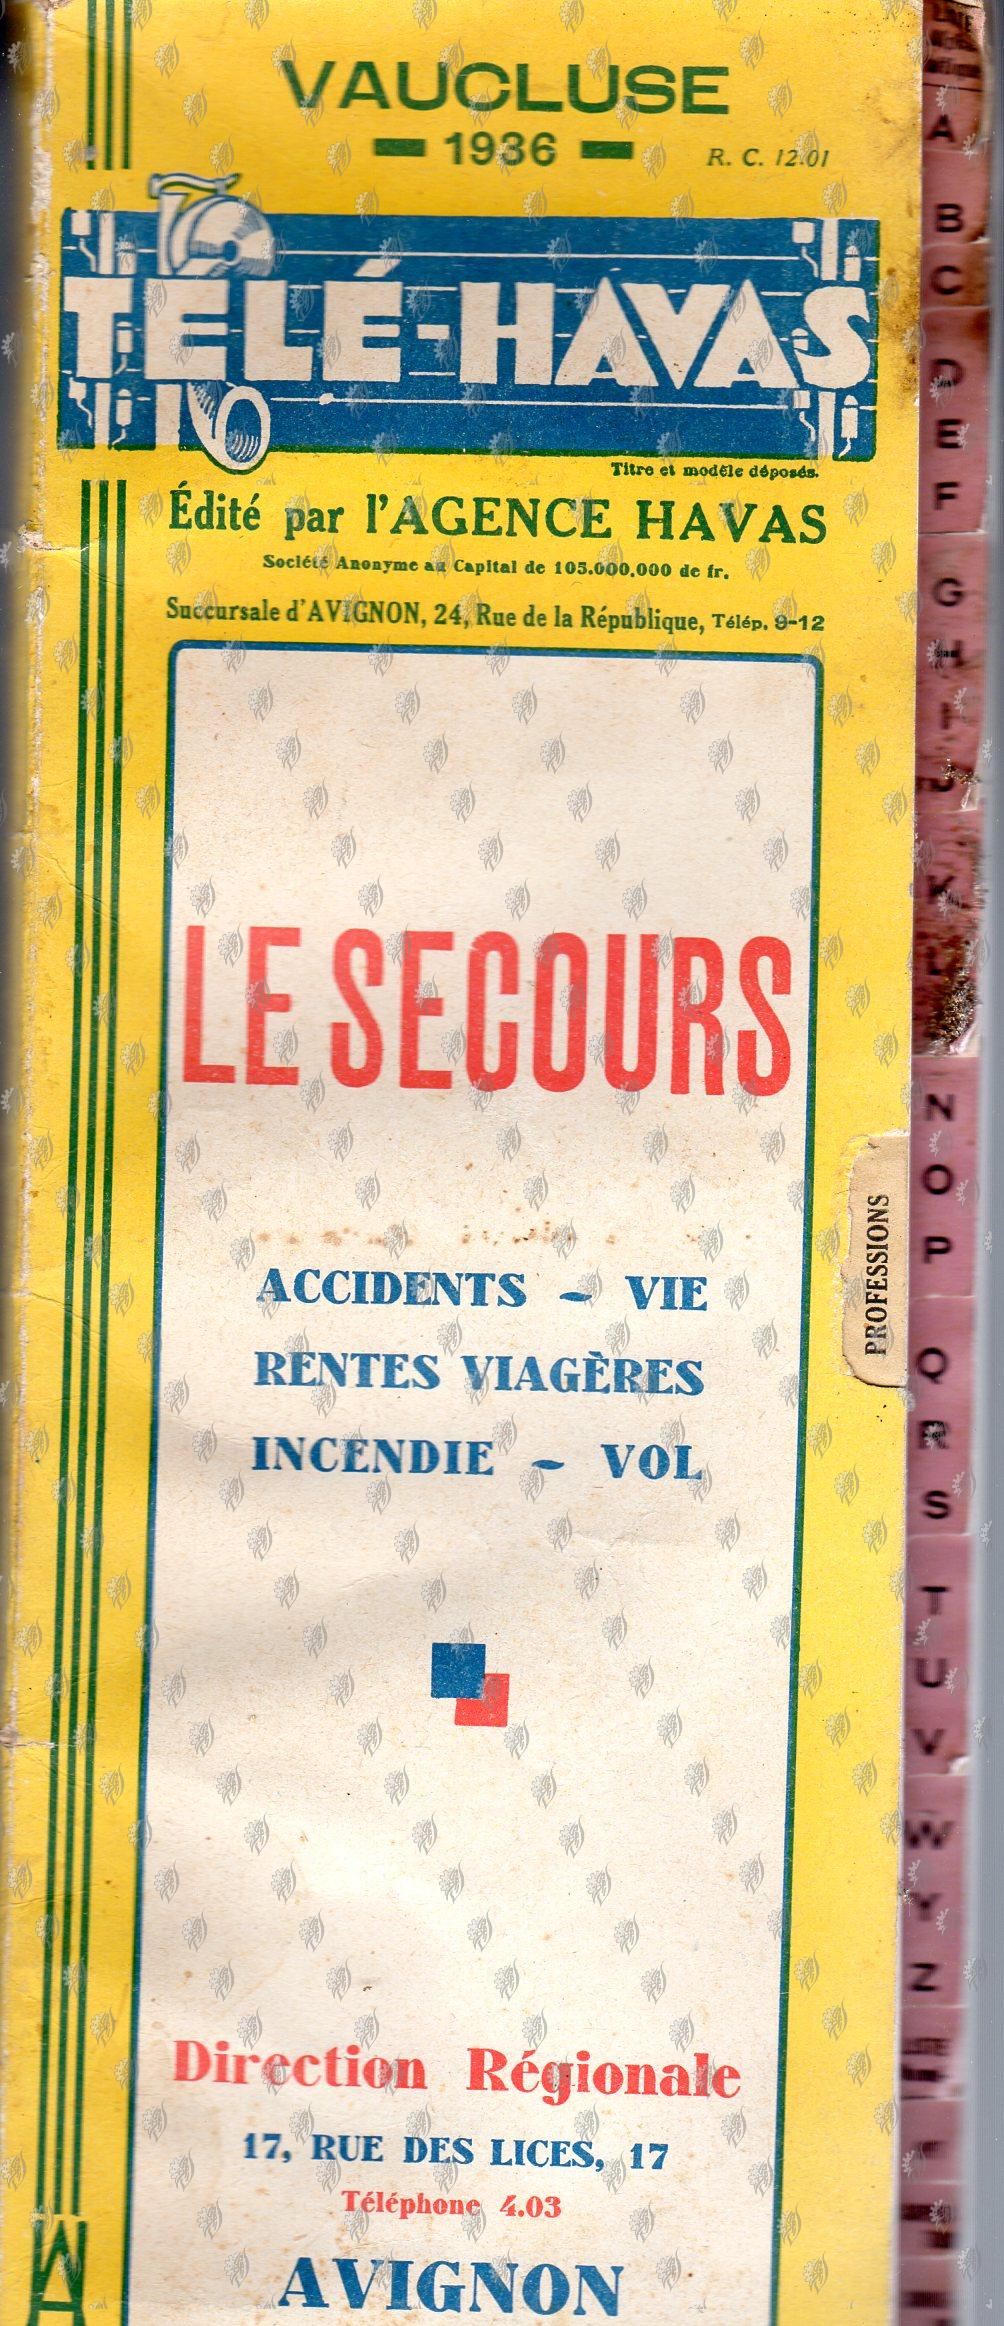 VAUCLUSE
1936
R. C. 12.01
TÉLÉ-HAVAS
Titre et modèle déposés.
Édité par l'AGENCE HAVAS
Société Anonyme au Capital de 105.000.000 de fr.
Succursale d'AVIGNON, 24, Rue de la République, Télép. 9-12
LE SECOURS
ACCIDENTS – VIE
RENTES VIAGÈRES
INCENDIE – VOL
Direction Régionale
17, RUE DES LICES, 17
Téléphone 4.03
AVIGNON
PROFESSIONS
LISTE
A
B
C
D
E
F
G
H
I
J
K
L
N
O
P
Q
R
S
T
U
V
W
Y
Z
LISTE